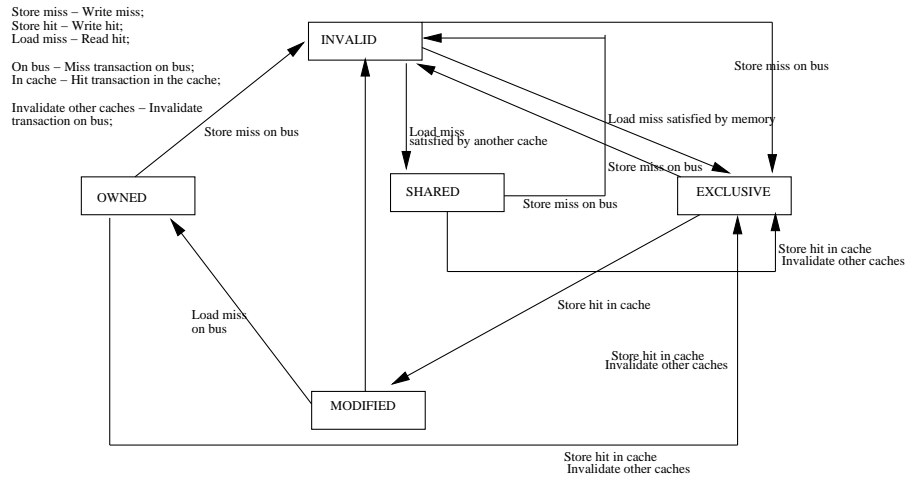 Store miss – Write miss;
Store hit – Write hit;
Load miss – Read hit;
On bus – Miss transaction on bus;
In cache – Hit transaction in the cache;
Invalidate other caches – Invalidate
transaction on bus;
INVALID
Store miss on bus
Store miss on bus
Load miss
satisfied by another cache
Load miss satisfied by memory
Store miss on bus
OWNED
SHARED
Store miss on bus
EXCLUSIVE
Store hit in cache
Invalidate other caches
Store hit in cache
Load miss
on bus
Store hit in cache
Invalidate other caches
MODIFIED
Store hit in cache
Invalidate other caches